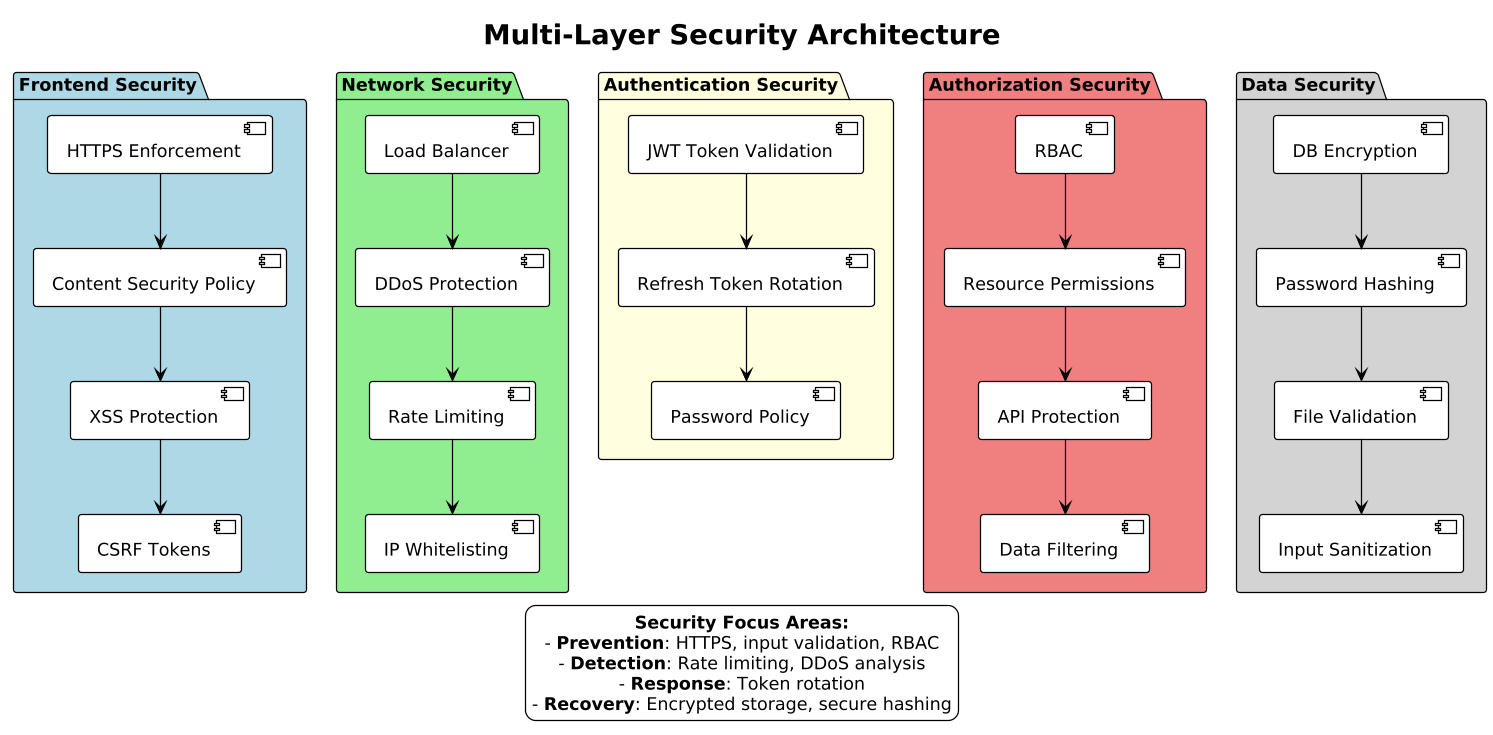 Multi-Layer Security Architecture
Frontend Security
HTTPS Enforcement
Content Security Policy
XSS Protection
CSRF Tokens
Network Security
Load Balancer
DDoS Protection
Rate Limiting
IP Whitelisting
Authentication Security
JWT Token Validation
Refresh Token Rotation
Password Policy
Authorization Security
RBAC
Resource Permissions
API Protection
Data Filtering
Data Security
DB Encryption
Password Hashing
File Validation
Input Sanitization
Security Focus Areas:
- Prevention: HTTPS, input validation, RBAC
- Detection: Rate limiting, DDoS analysis
- Response: Token rotation
- Recovery: Encrypted storage, secure hashing